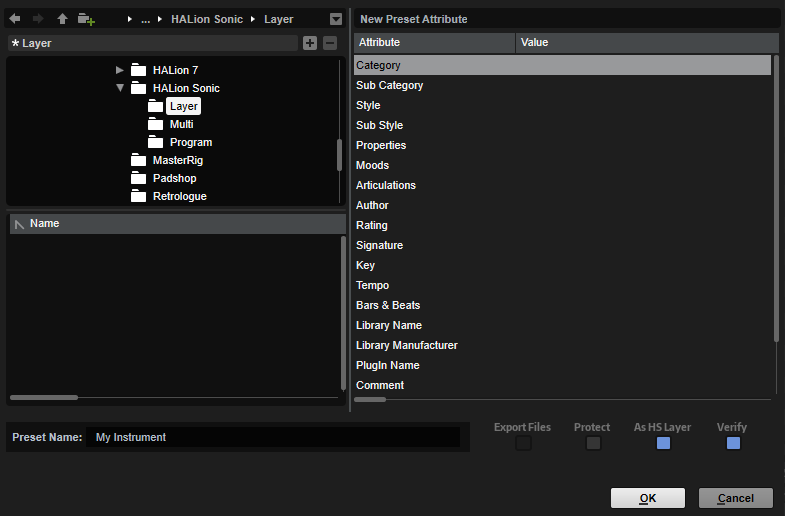 ... HALion Sonic Layer
* Layer
HALion 7
HALion Sonic
Layer
Multi
Program
MasterRig
Padshop
Retrologue
Name
New Preset Attribute
Attribute Value
Category
Sub Category
Style
Sub Style
Properties
Moods
Articulations
Author
Rating
Signature
Key
Tempo
Bars & Beats
Library Name
Library Manufacturer
PlugIn Name
Comment
Preset Name: My Instrument
Export Files Protect As HS Layer Verify
OK Cancel